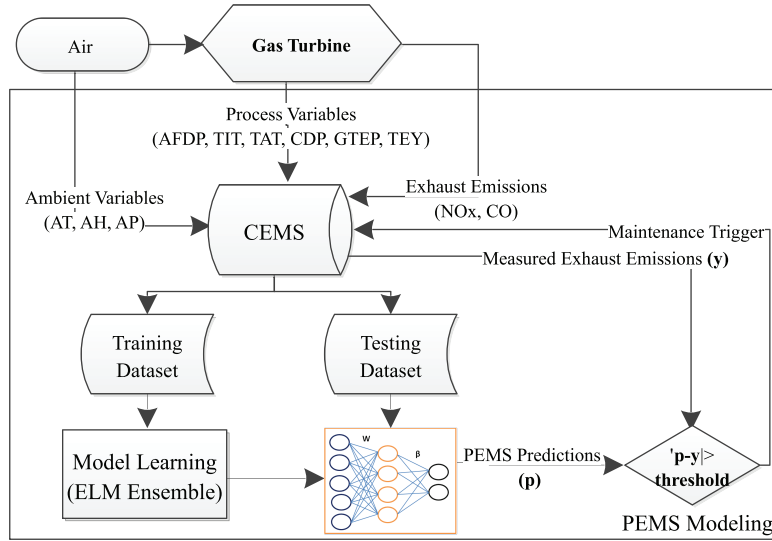 Air
Gas Turbine
Process Variables
(AFDP, TIT, TAT, CDP, GTEP, TEY)
Ambient Variables
(AT, AH, AP)
Exhaust Emissions
(NOx, CO)
CEMS
Maintenance Trigger
Measured Exhaust Emissions (y)
Training
Dataset
Testing
Dataset
Model Learning
(ELM Ensemble)
W
β
PEMS Predictions
(p)
'p-y|>
threshold
PEMS Modeling